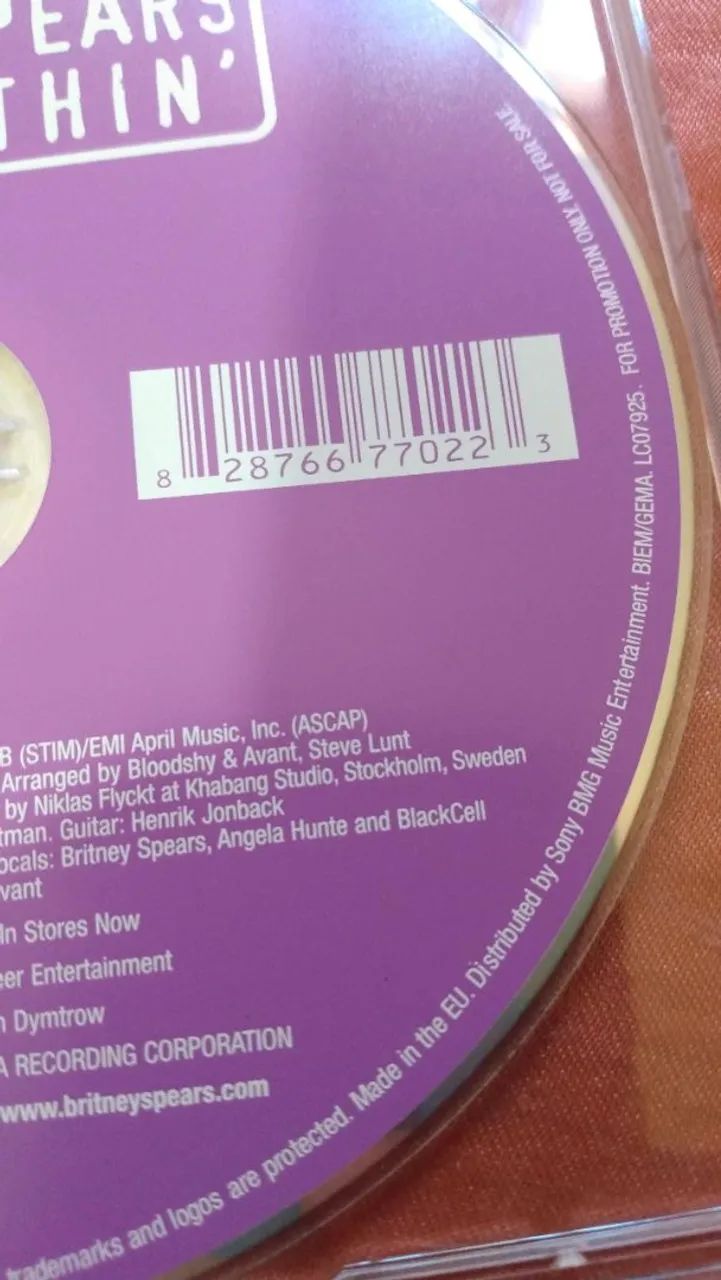 PEARS
THIN'
8 28766 77022 3
B (STIM)/EMI April Music, Inc. (ASCAP)
Arranged by Bloodshy & Avant, Steve Lunt
by Niklas Flyckt at Khabang Studio, Stockholm, Sweden
tman. Guitar: Henrik Jonback
ocals: Britney Spears, Angela Hunte and BlackCell
vant
In Stores Now
eer Entertainment
n Dymtrow
A RECORDING CORPORATION
www.britneyspears.com
trademarks and logos are protected. Made in the EU. Distributed by Sony BMG Music Entertainment. BIEM/GEMA. LC07925. FOR PROMOTION ONLY. NOT FOR SALE.